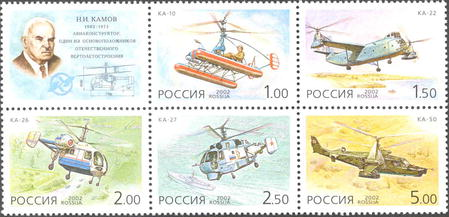 Н.И. КАМОВ
1902-1973
АВИАКОНСТРУКТОР,
ОДИН ИЗ ОСНОВОПОЛОЖНИКОВ
ОТЕЧЕСТВЕННОГО
ВЕРТОЛЕТОСТРОЕНИЯ
КА-10
РОССИЯ 2002 ROSSIJA 1.00
КА-22
РОССИЯ 2002 ROSSIJA 1.50
КА-26
РОССИЯ 2002 ROSSIJA 2.00
КА-27
РОССИЯ 2002 ROSSIJA 2.50
КА-50
РОССИЯ 2002 ROSSIJA 5.00